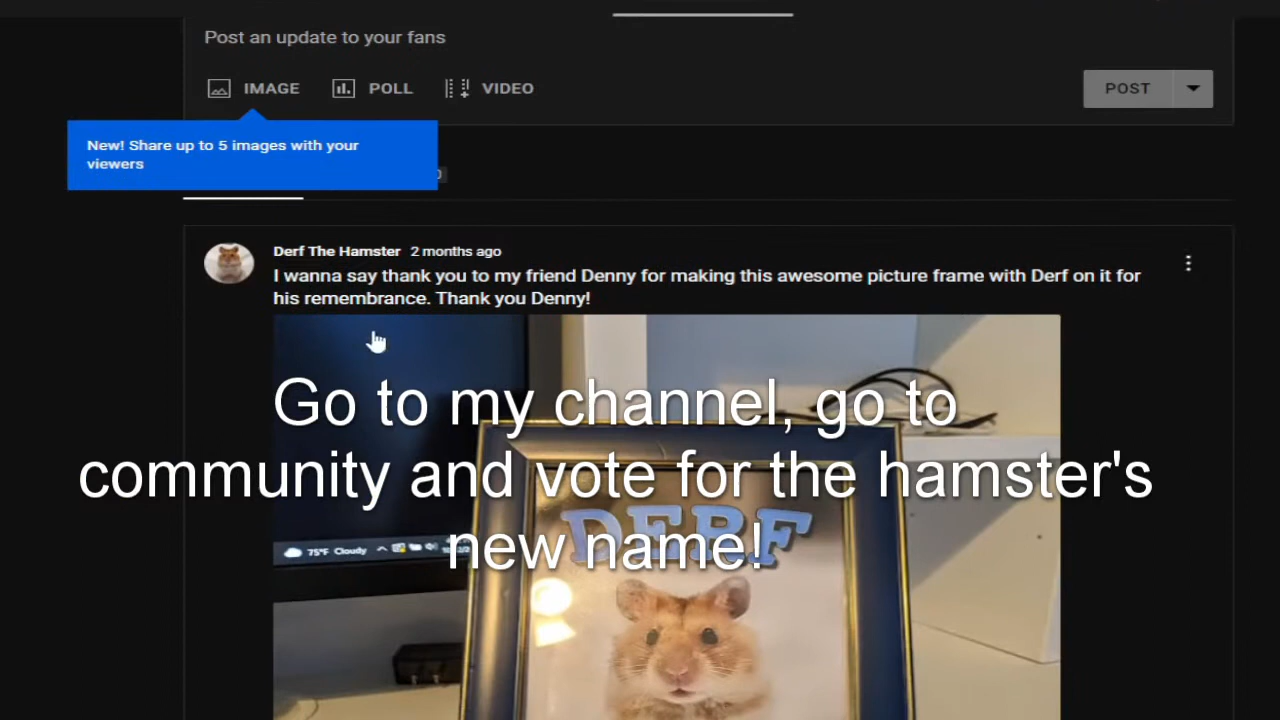 Post an update to your fans
IMAGE POLL VIDEO POST
New! Share up to 5 images with your
viewers
Derf The Hamster 2 months ago
I wanna say thank you to my friend Denny for making this awesome picture frame with Derf on it for
his remembrance. Thank you Denny!
Go to my channel, go to
community and vote for the hamster's
new name!
DERF
75°F Cloudy